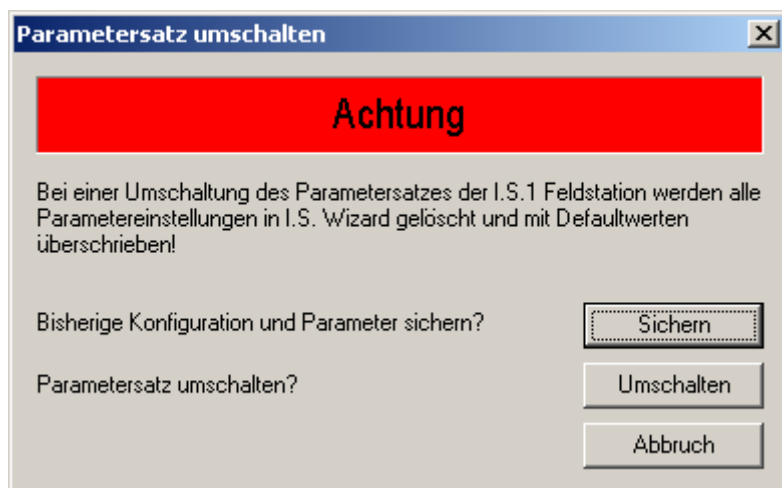 Parametersatz umschalten
Achtung
Bei einer Umschaltung des Parametersatzes der I.S.1 Feldstation werden alle
Parametereinstellungen in I.S. Wizard gelöscht und mit Defaultwerten
überschrieben!
Bisherige Konfiguration und Parameter sichern?
Sichern
Parametersatz umschalten?
Umschalten
Abbruch